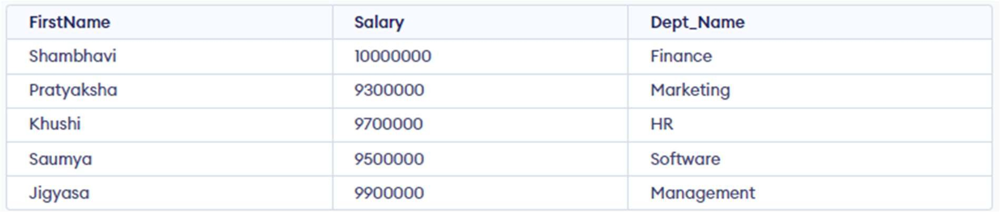 FirstName Salary Dept_Name
Shambhavi 10000000 Finance
Pratyaksha 9300000 Marketing
Khushi 9700000 HR
Saumya 9500000 Software
Jigyasa 9900000 Management